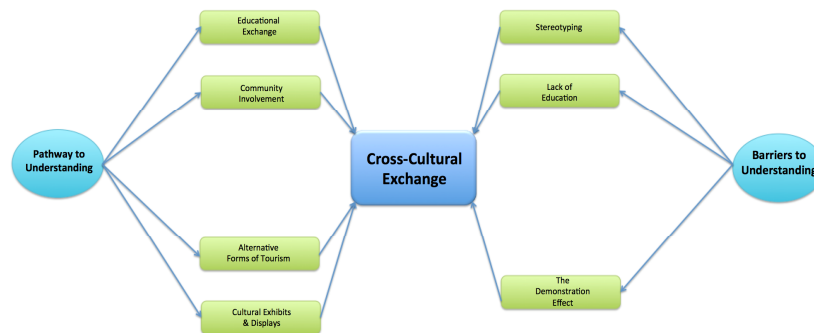 Educational
Exchange
Community
Involvement
Pathway to
Understanding
Alternative
Forms of Tourism
Cultural Exhibits
& Displays
Cross-Cultural
Exchange
Stereotyping
Lack of
Education
Barriers to
Understanding
The
Demonstration
Effect